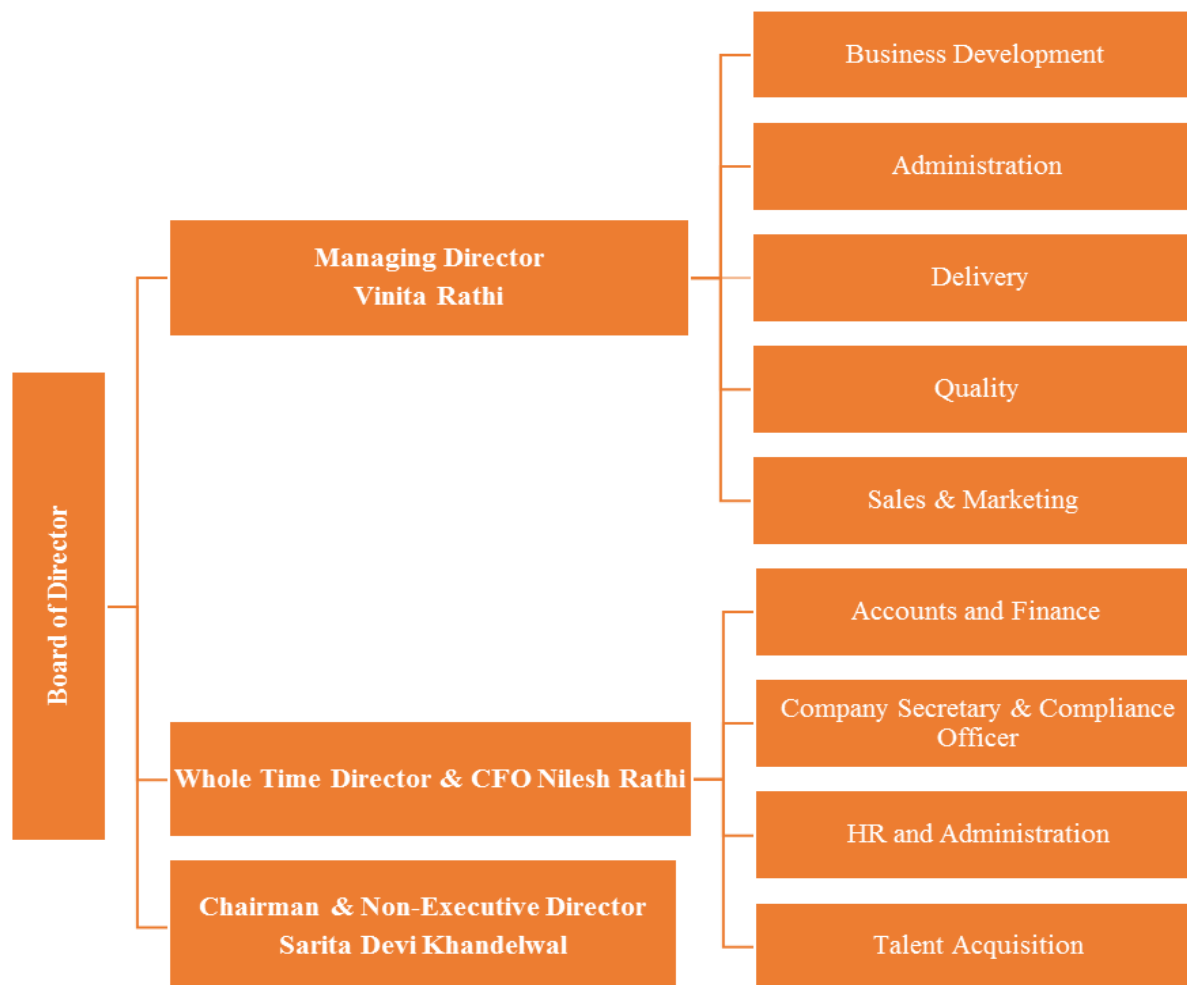 Board of Director
Managing Director
Vinita Rathi
Business Development
Administration
Delivery
Quality
Sales & Marketing
Whole Time Director & CFO Nilesh Rathi
Accounts and Finance
Company Secretary & Compliance
Officer
HR and Administration
Talent Acquisition
Chairman & Non-Executive Director
Sarita Devi Khandelwal